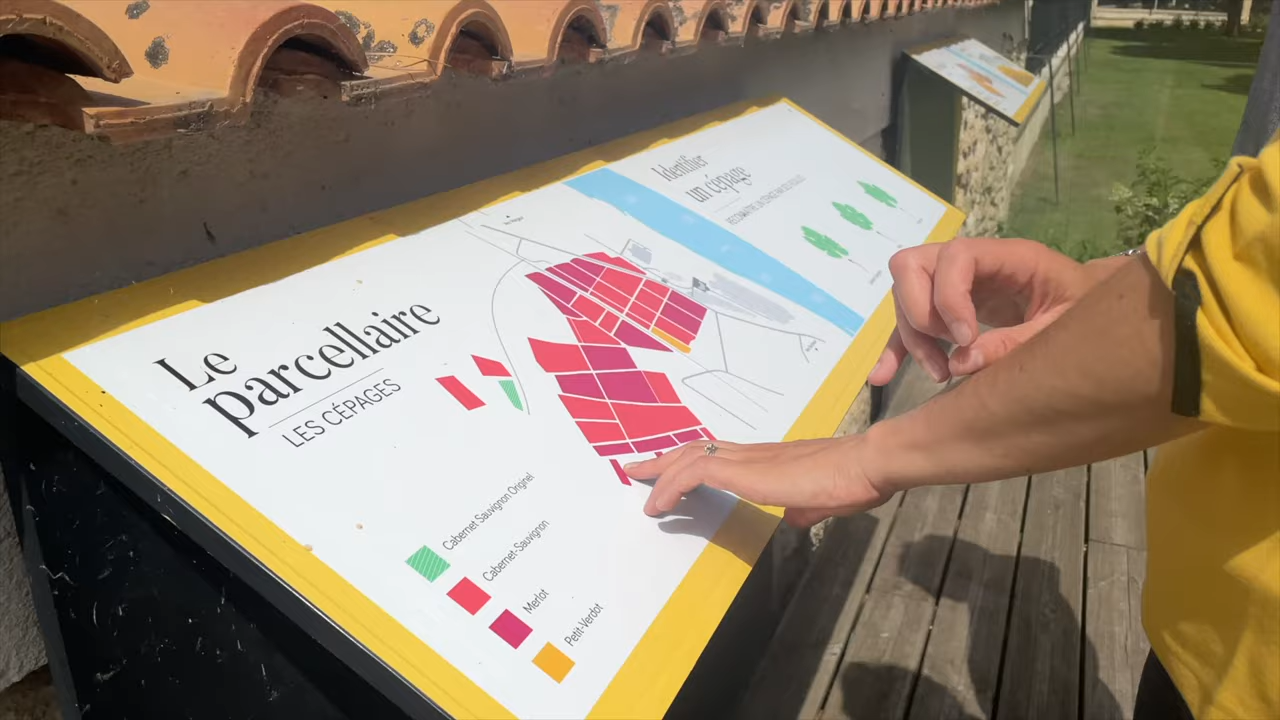 Le
parcellaire
LES CÉPAGES
Cabernet Sauvignon Originel
Cabernet-Sauvignon
Merlot
Petit-Verdot
Identifier
un cépage